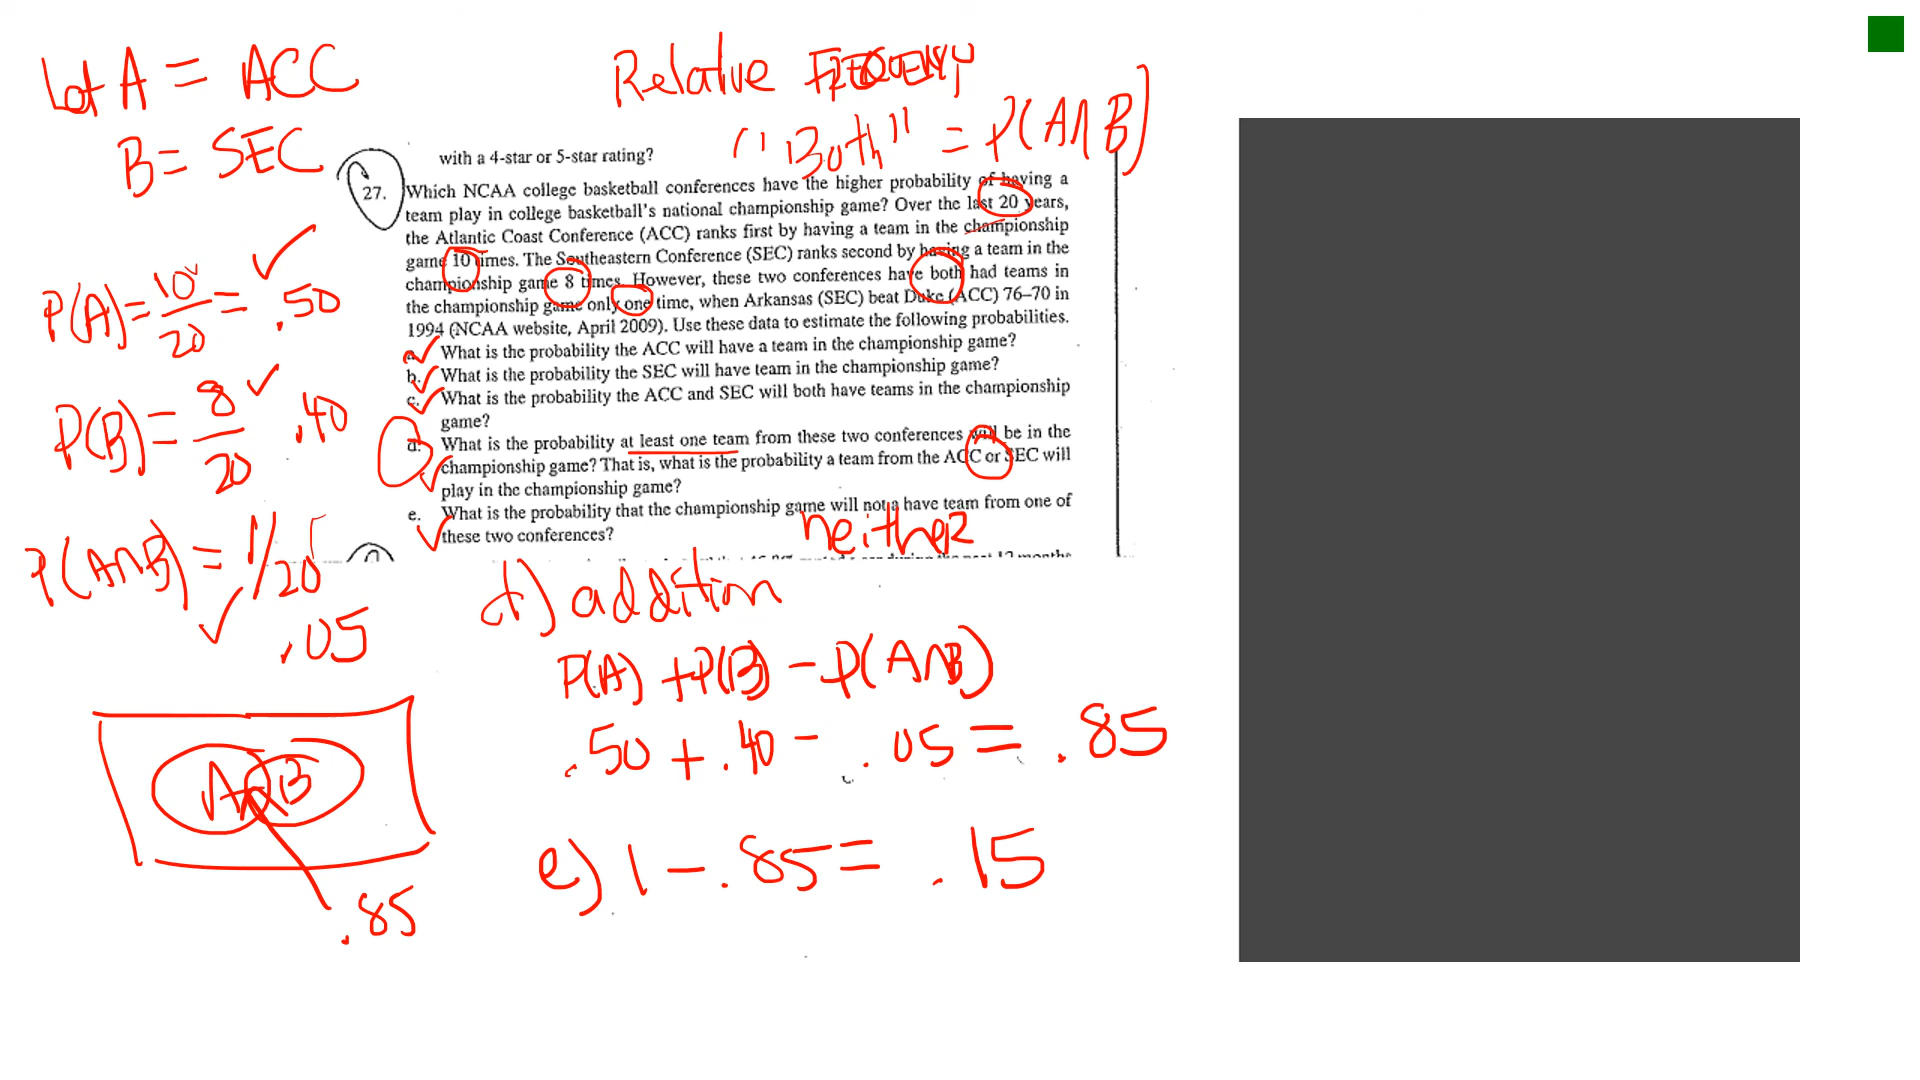 Let A = ACC
B = SEC
Relative FREQUENCY
"Both" = P(A∩B)
with a 4-star or 5-star rating?
27. Which NCAA college basketball conferences have the higher probability of having a
team play in college basketball's national championship game? Over the last 20 years,
the Atlantic Coast Conference (ACC) ranks first by having a team in the championship
game 10 times. The Southeastern Conference (SEC) ranks second by having a team in the
championship game 8 times. However, these two conferences have both had teams in
the championship game only one time, when Arkansas (SEC) beat Duke (ACC) 76–70 in
1994 (NCAA website, April 2009). Use these data to estimate the following probabilities.
a. What is the probability the ACC will have a team in the championship game?
b. What is the probability the SEC will have team in the championship game?
c. What is the probability the ACC and SEC will both have teams in the championship
game?
d. What is the probability at least one team from these two conferences will be in the
championship game? That is, what is the probability a team from the ACC or SEC will
play in the championship game?
e. What is the probability that the championship game will not a have team from one of
these two conferences?
neither
P(A) = 10/20 = .50
P(B) = 8/20 .40
P(A∩B) = 1/20
.05
A B
.85
d) addition
P(A) + P(B) - P(A∩B)
.50 + .40 - .05 = .85
e) 1 - .85 = .15